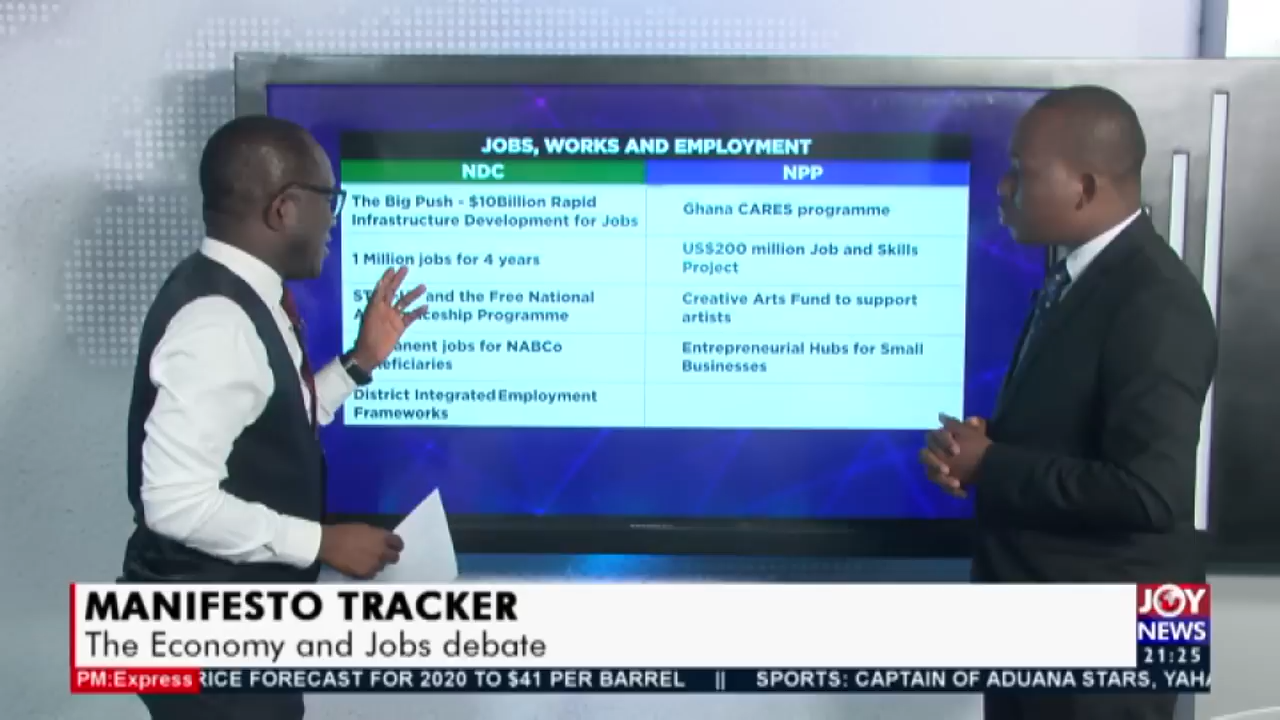 JOBS, WORKS AND EMPLOYMENT
NDC
NPP
The Big Push - $10Billion Rapid
Infrastructure Development for Jobs
Ghana CARES programme
1 Million jobs for 4 years
US$200 million Job and Skills
Project
and the Free National
Programme
Creative Arts Fund to support
artists
jobs for NABCo
Entrepreneurial Hubs for Small
Businesses
District Integrated Employment
Frameworks
MANIFESTO TRACKER
The Economy and Jobs debate
JOY
NEWS
21:25
PM:Express
RICE FORECAST FOR 2020 TO $41 PER BARREL || SPORTS: CAPTAIN OF ADUANA STARS, YAHA